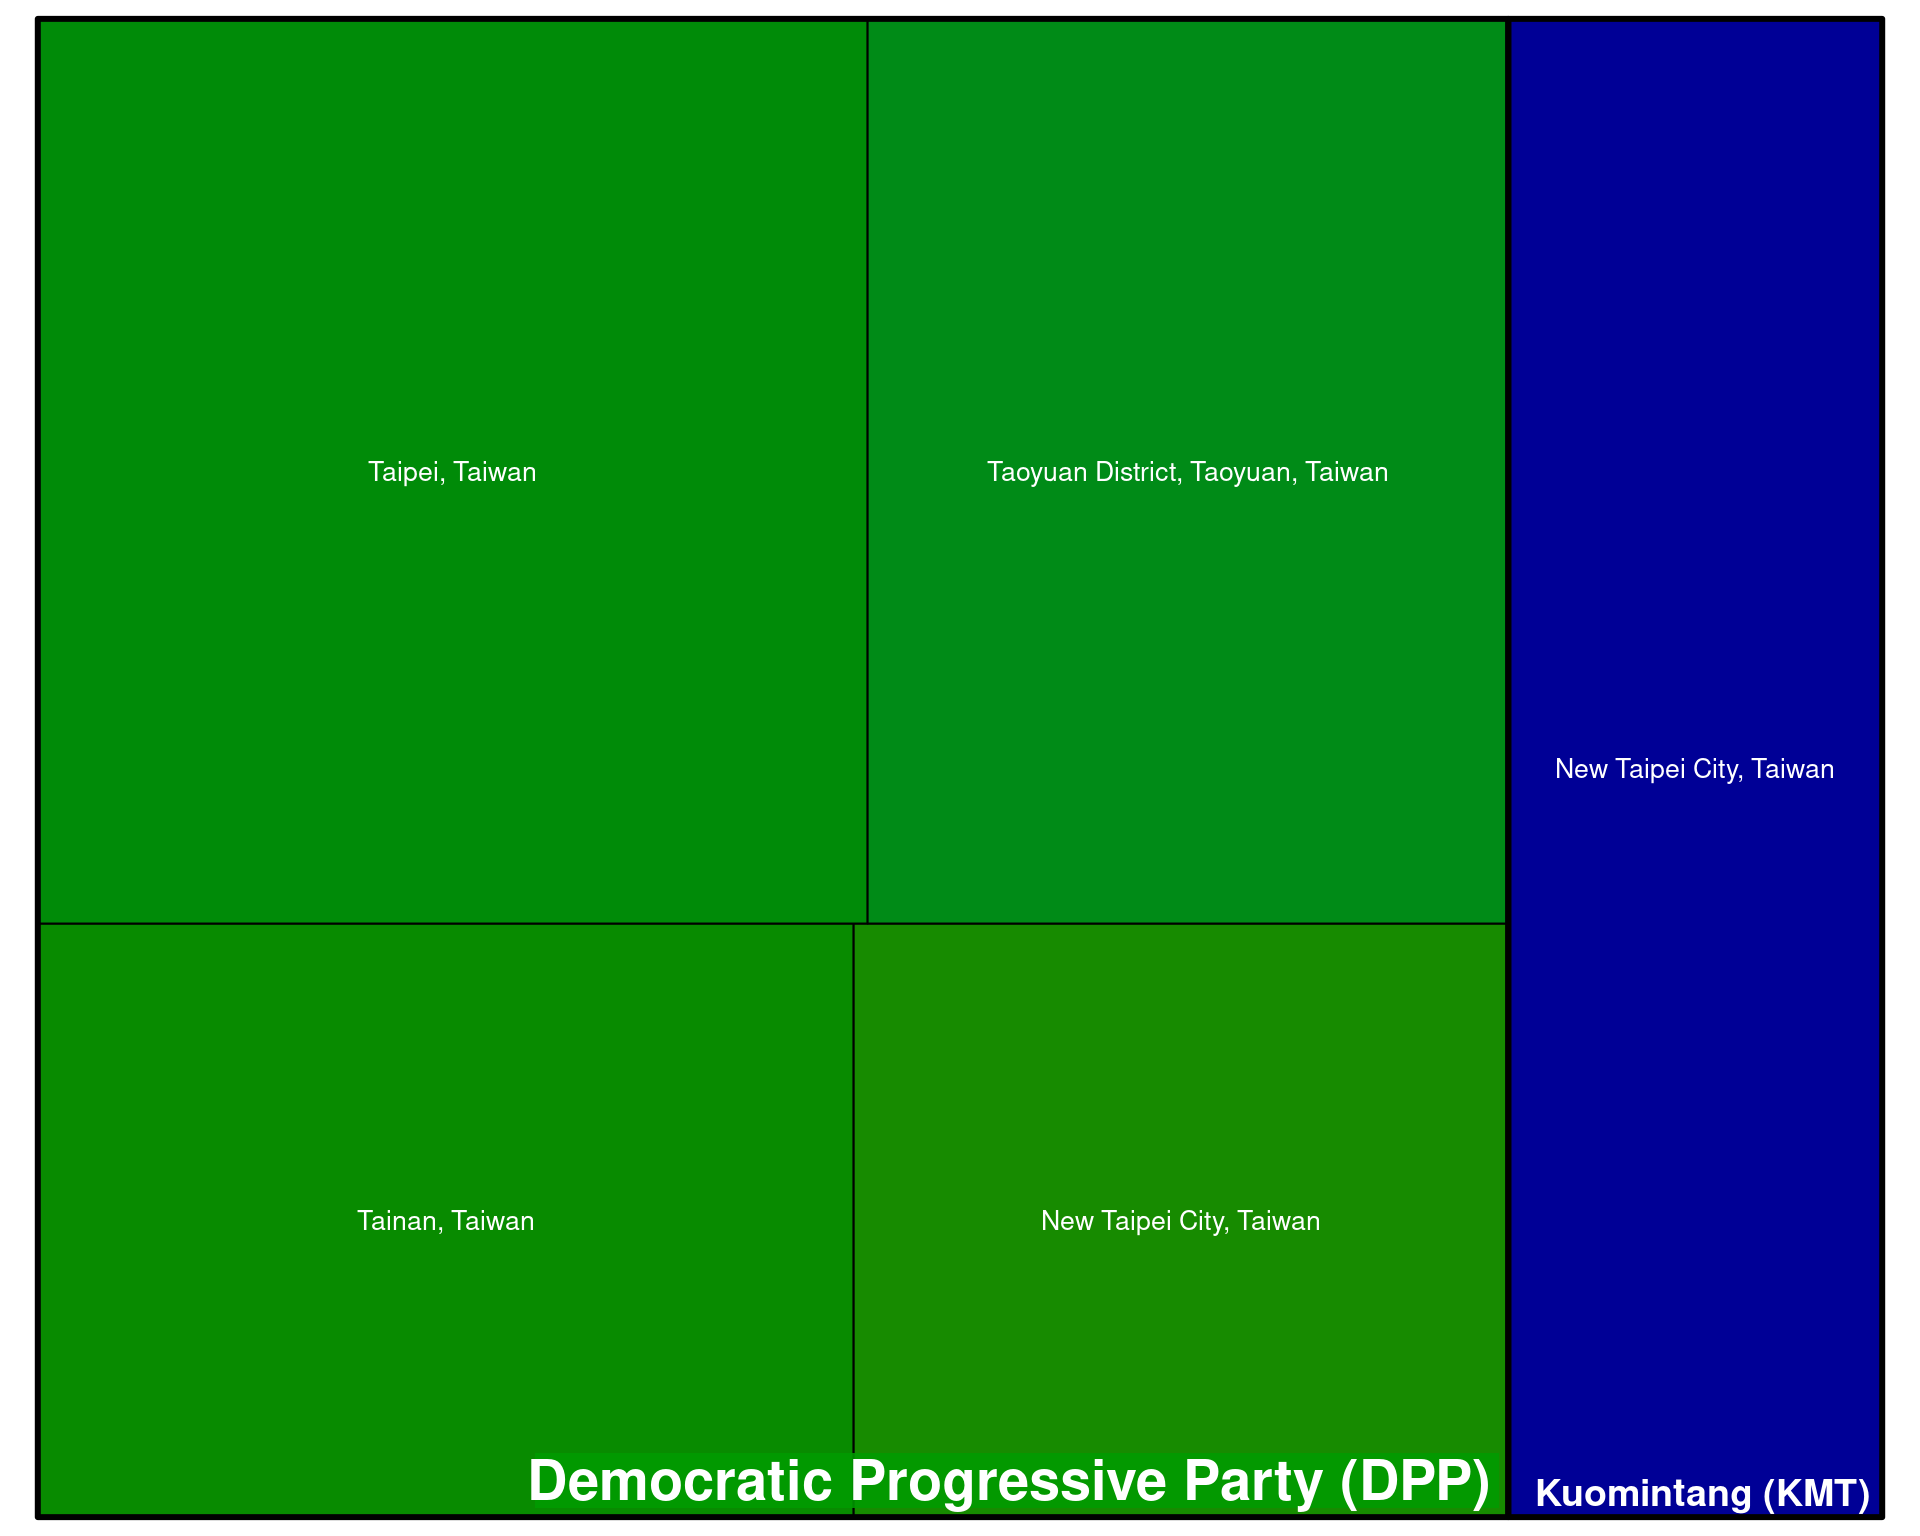 Taipei, Taiwan
Taoyuan District, Taoyuan, Taiwan
New Taipei City, Taiwan
Tainan, Taiwan
New Taipei City, Taiwan
Democratic Progressive Party (DPP)
Kuomintang (KMT)